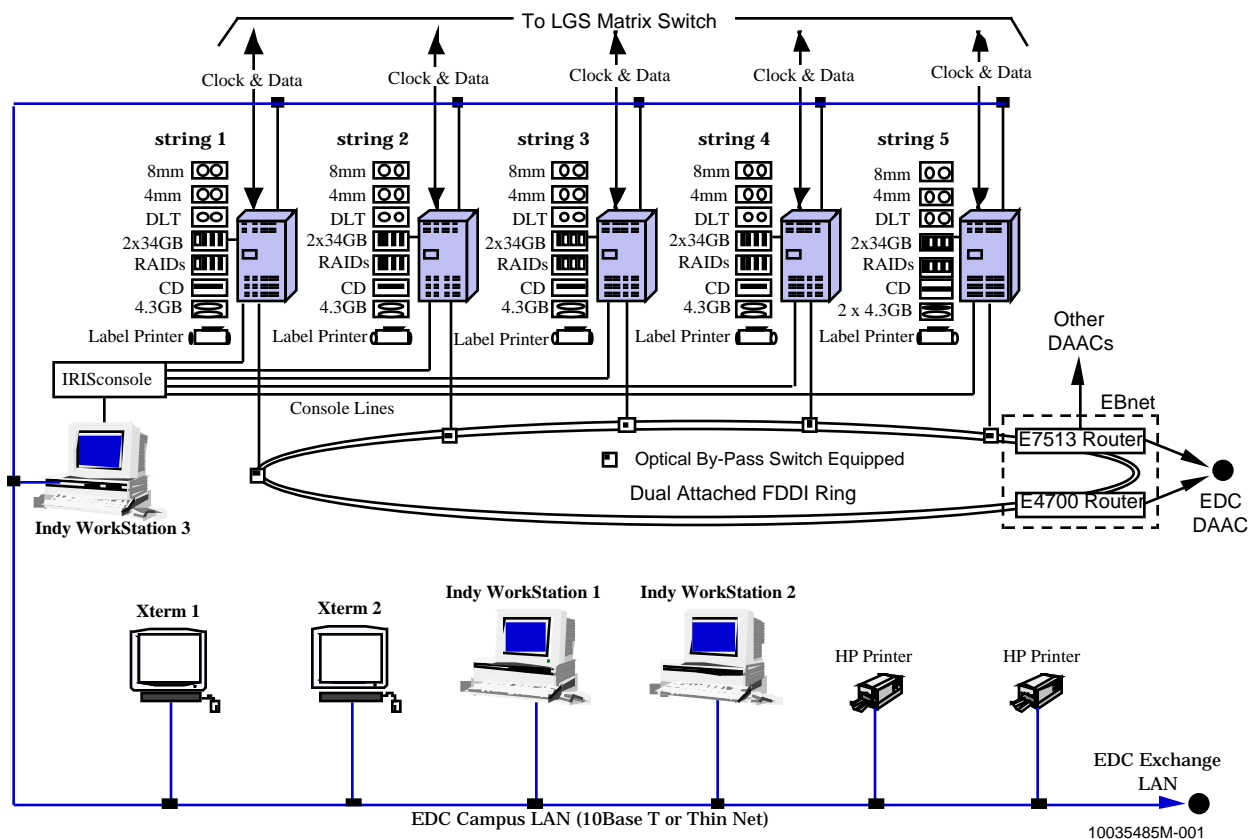 To LGS Matrix Switch
Clock & Data
Clock & Data
Clock & Data
Clock & Data
Clock & Data
string 1
8mm
4mm
DLT
2x34GB
RAIDs
CD
4.3GB
Label Printer
string 2
8mm
4mm
DLT
2x34GB
RAIDs
CD
4.3GB
Label Printer
string 3
8mm
4mm
DLT
2x34GB
RAIDs
CD
4.3GB
Label Printer
string 4
8mm
4mm
DLT
2x34GB
RAIDs
CD
4.3GB
Label Printer
string 5
8mm
4mm
DLT
2x34GB
RAIDs
CD
2 x 4.3GB
Label Printer
IRISconsole
Console Lines
Other
DAACs
EBnet
E7513 Router
E4700 Router
EDC
DAAC
Optical By-Pass Switch Equipped
Dual Attached FDDI Ring
Indy WorkStation 3
Xterm 1
Xterm 2
Indy WorkStation 1
Indy WorkStation 2
HP Printer
HP Printer
EDC Exchange
LAN
EDC Campus LAN (10Base T or Thin Net)
10035485M-001